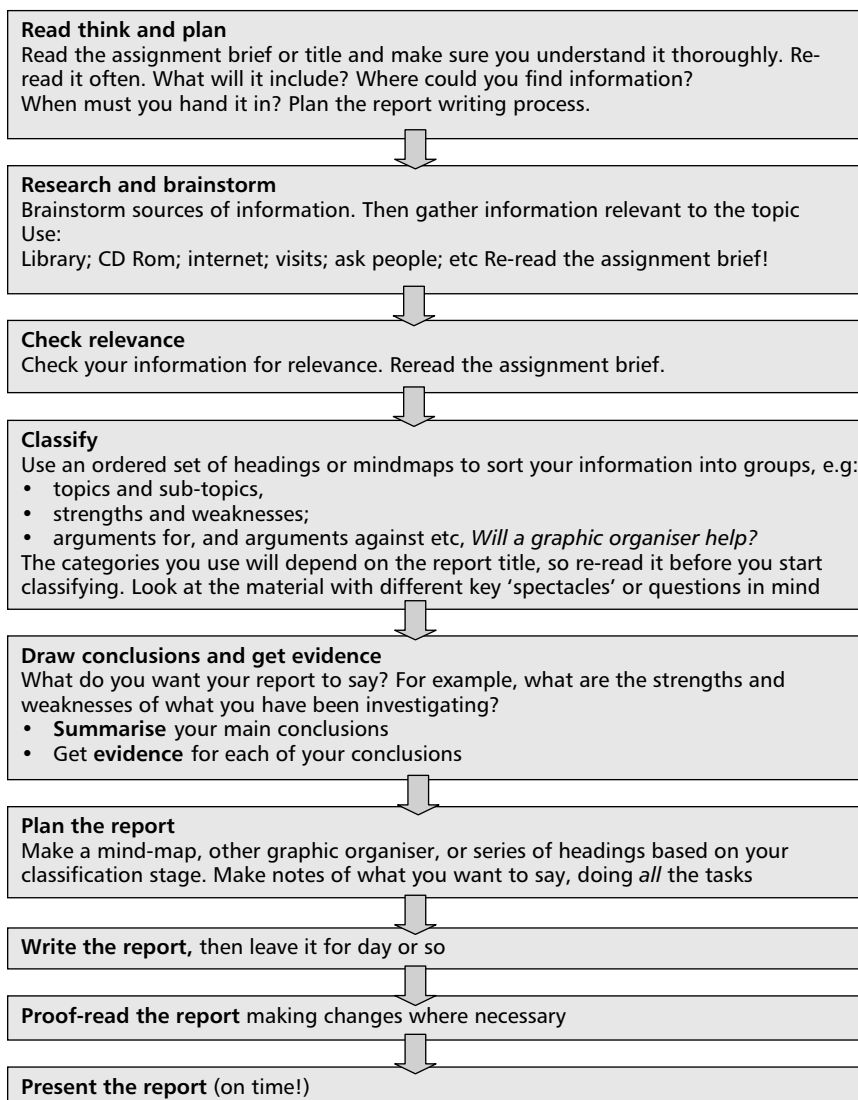 Read think and plan
Read the assignment brief or title and make sure you understand it thoroughly. Re-
read it often. What will it include? Where could you find information?
When must you hand it in? Plan the report writing process.
Research and brainstorm
Brainstorm sources of information. Then gather information relevant to the topic
Use:
Library; CD Rom; internet; visits; ask people; etc Re-read the assignment brief!
Check relevance
Check your information for relevance. Reread the assignment brief.
Classify
Use an ordered set of headings or mindmaps to sort your information into groups, e.g:
• topics and sub-topics,
• strengths and weaknesses;
• arguments for, and arguments against etc, Will a graphic organiser help?
The categories you use will depend on the report title, so re-read it before you start
classifying. Look at the material with different key 'spectacles' or questions in mind
Draw conclusions and get evidence
What do you want your report to say? For example, what are the strengths and
weaknesses of what you have been investigating?
• Summarise your main conclusions
• Get evidence for each of your conclusions
Plan the report
Make a mind-map, other graphic organiser, or series of headings based on your
classification stage. Make notes of what you want to say, doing all the tasks
Write the report, then leave it for day or so
Proof-read the report making changes where necessary
Present the report (on time!)